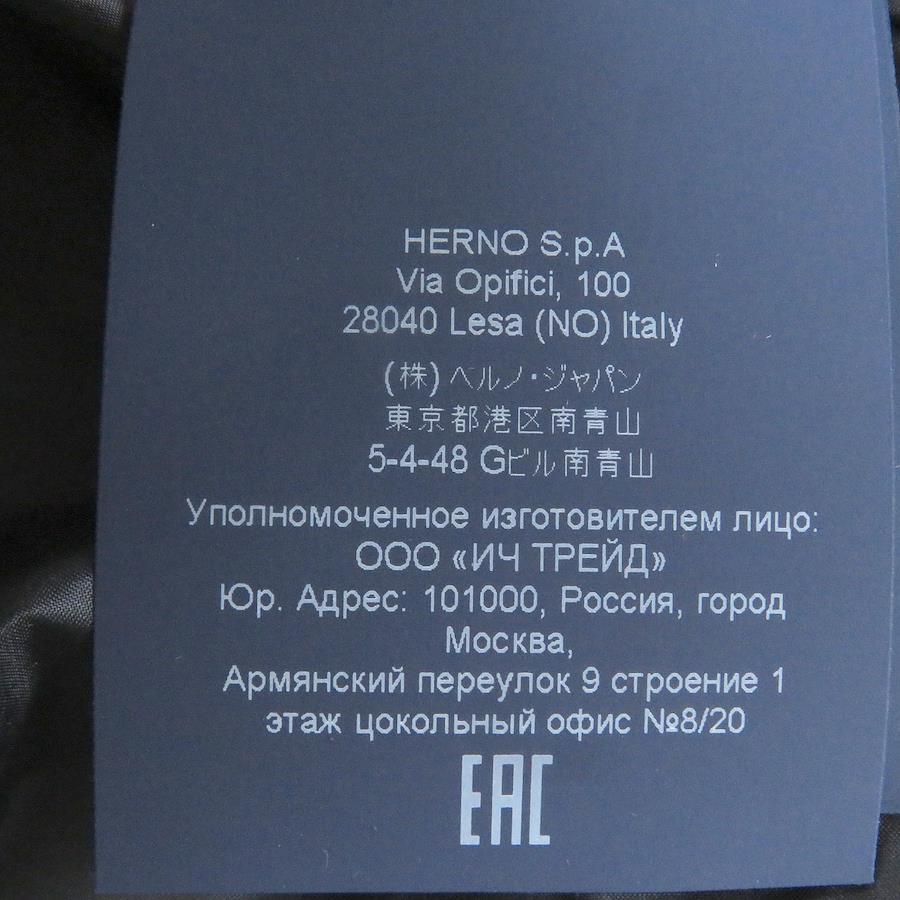 HERNO S.p.A
Via Opifici, 100
28040 Lesa (NO) Italy
(株) ヘルノ・ジャパン
東京都港区南青山
5-4-48 Gビル南青山
Уполномоченное изготовителем лицо:
ООО «ИЧ ТРЕЙД»
Юр. Адрес: 101000, Россия, город
Москва,
Армянский переулок 9 строение 1
этаж цокольный офис №8/20
EAC